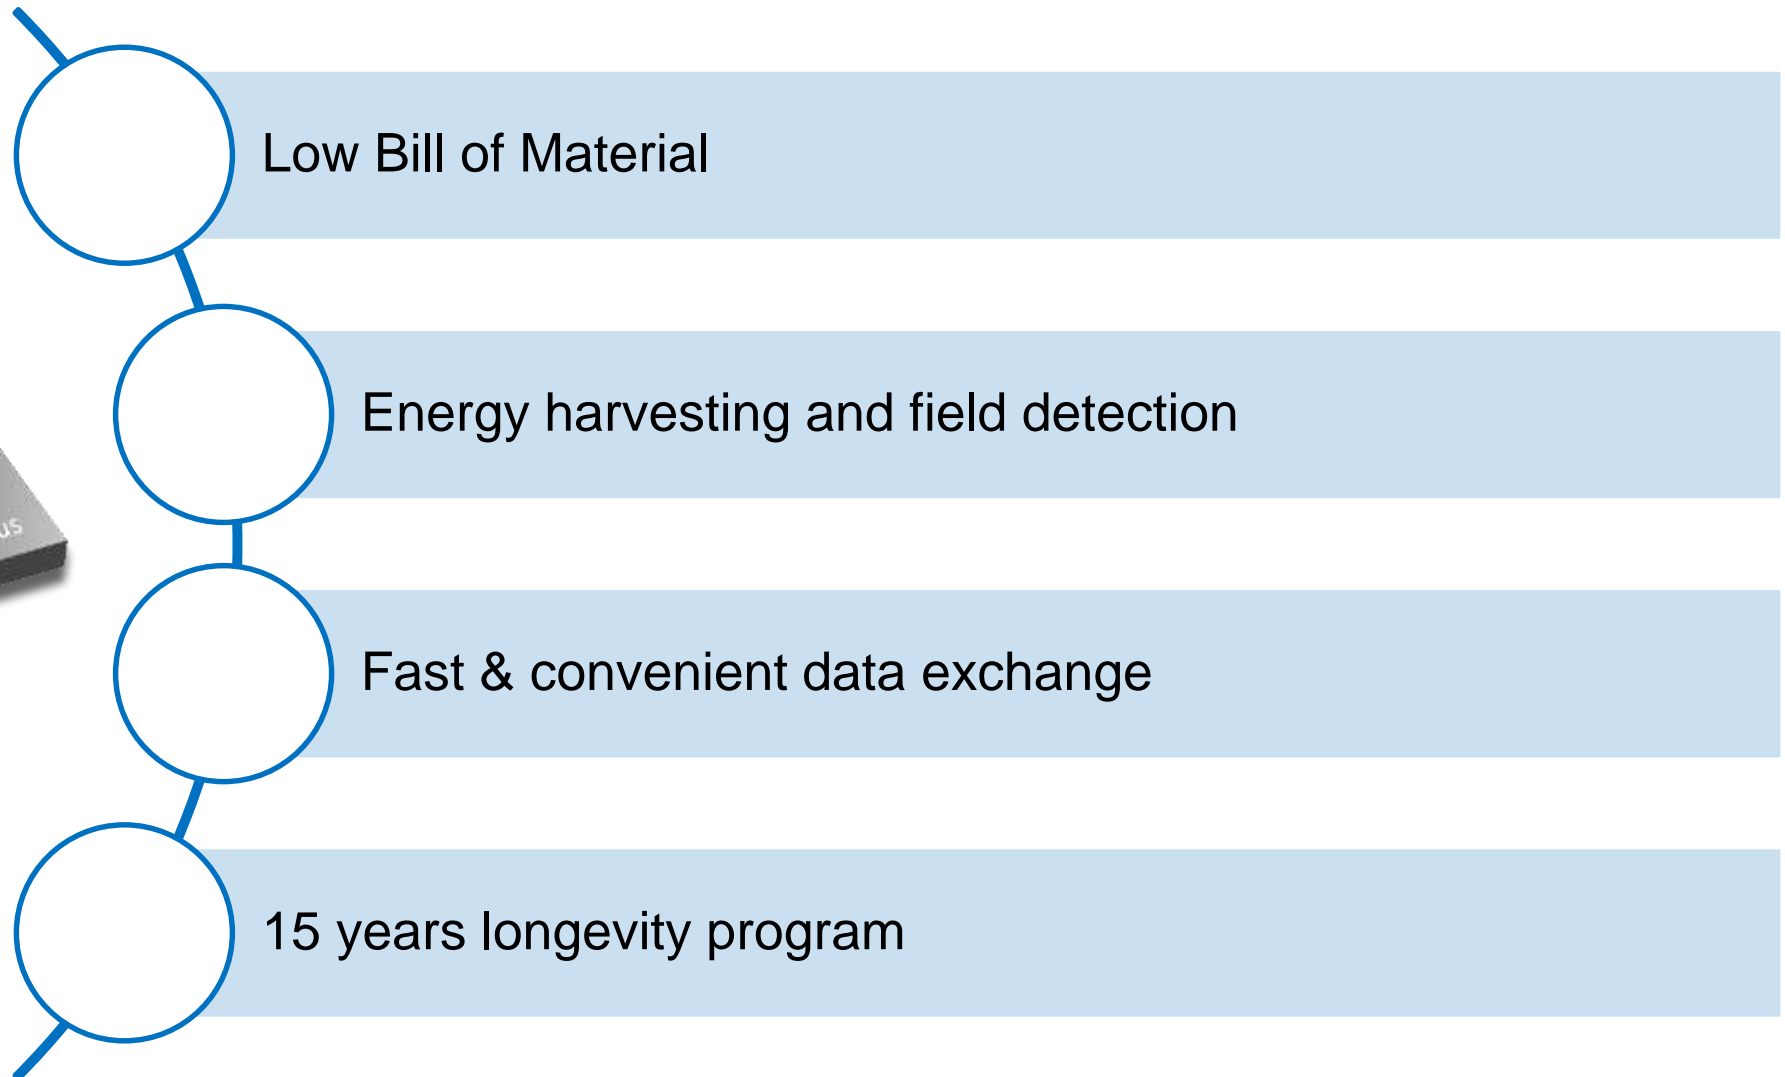 Low Bill of Material
Energy harvesting and field detection
Fast & convenient data exchange
15 years longevity program